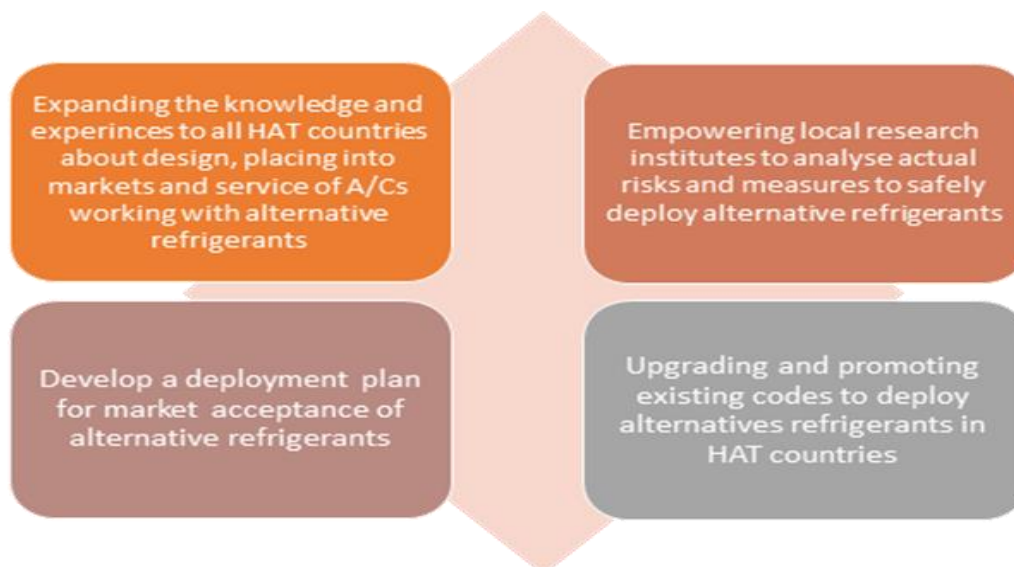 Expanding the knowledge and
experinces to all HAT countries
about design, placing into
markets and service of A/Cs
working with alternative
refrigerants
Empowering local research
institutes to analyse actual
risks and measures to safely
deploy alternative refrigerants
Develop a deployment plan
for market acceptance of
alternative refrigerants
Upgrading and promoting
existing codes to deploy
alternatives refrigerants in
HAT countries